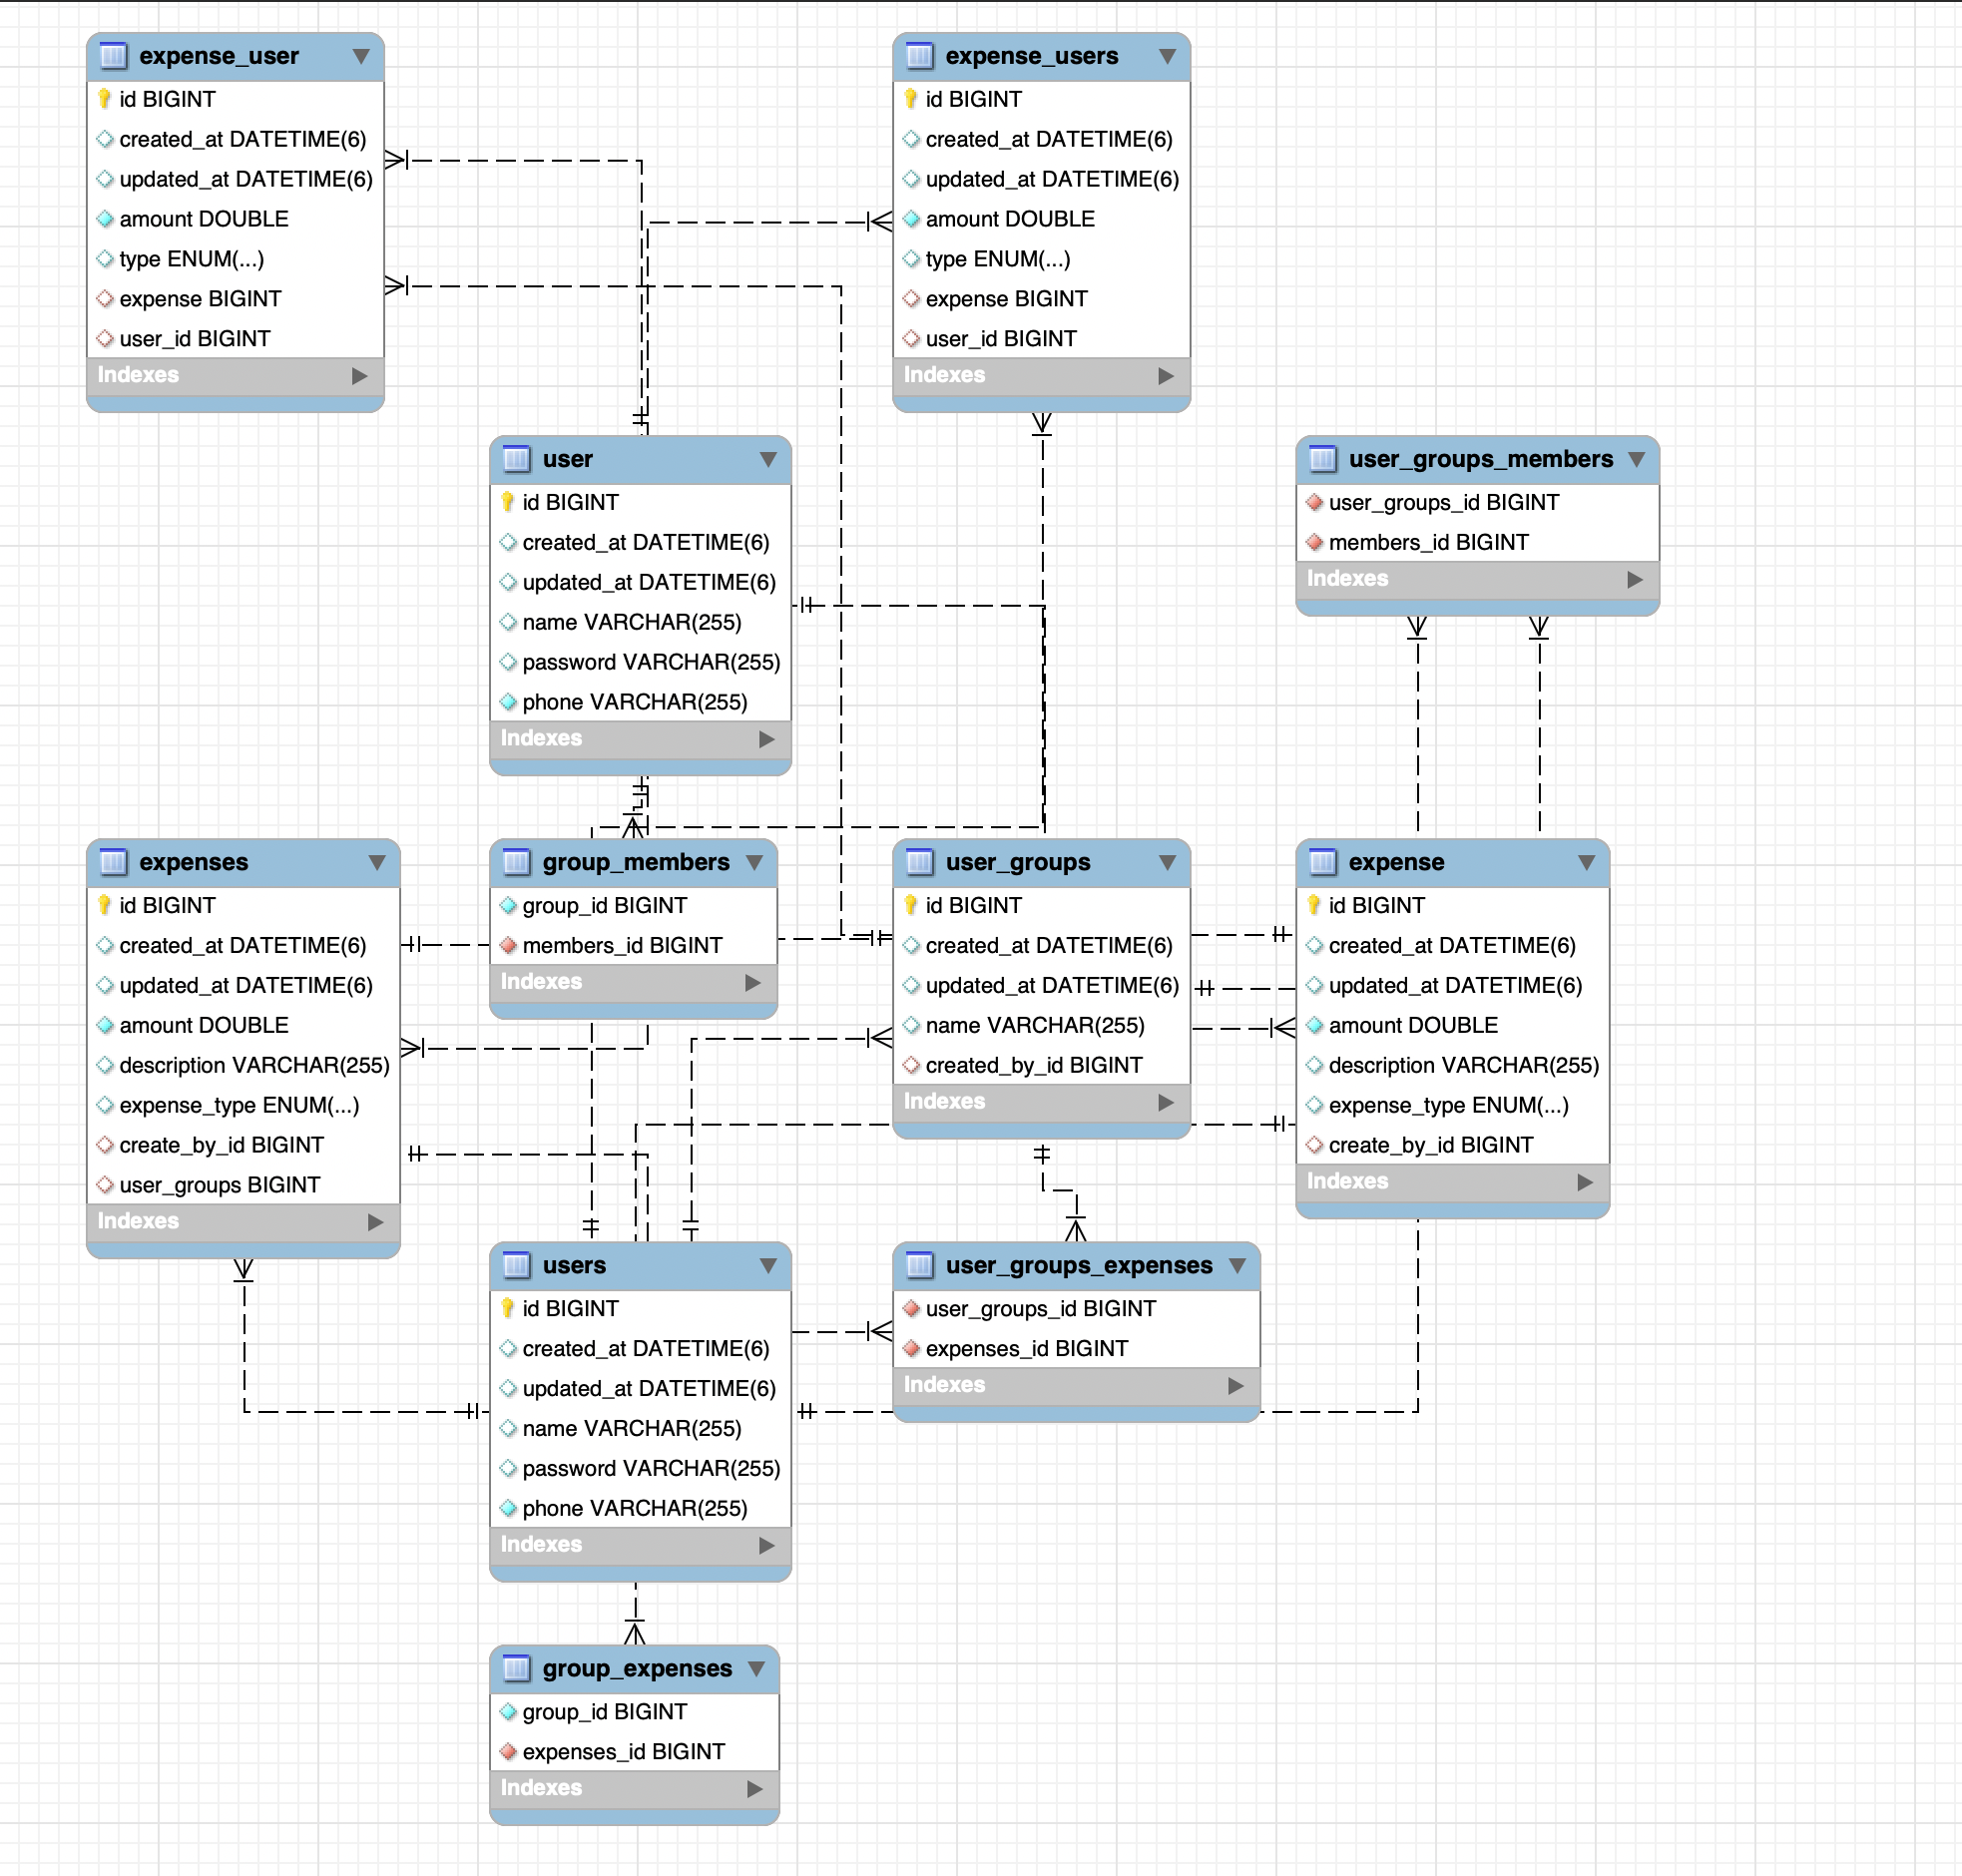 expense_user
id BIGINT
created_at DATETIME(6)
updated_at DATETIME(6)
amount DOUBLE
type ENUM(...)
expense BIGINT
user_id BIGINT
Indexes
expense_users
id BIGINT
created_at DATETIME(6)
updated_at DATETIME(6)
amount DOUBLE
type ENUM(...)
expense BIGINT
user_id BIGINT
Indexes
user
id BIGINT
created_at DATETIME(6)
updated_at DATETIME(6)
name VARCHAR(255)
password VARCHAR(255)
phone VARCHAR(255)
Indexes
user_groups_members
user_groups_id BIGINT
members_id BIGINT
Indexes
expenses
id BIGINT
created_at DATETIME(6)
updated_at DATETIME(6)
amount DOUBLE
description VARCHAR(255)
expense_type ENUM(...)
create_by_id BIGINT
user_groups BIGINT
Indexes
group_members
group_id BIGINT
members_id BIGINT
Indexes
user_groups
id BIGINT
created_at DATETIME(6)
updated_at DATETIME(6)
name VARCHAR(255)
created_by_id BIGINT
Indexes
expense
id BIGINT
created_at DATETIME(6)
updated_at DATETIME(6)
amount DOUBLE
description VARCHAR(255)
expense_type ENUM(...)
create_by_id BIGINT
Indexes
users
id BIGINT
created_at DATETIME(6)
updated_at DATETIME(6)
name VARCHAR(255)
password VARCHAR(255)
phone VARCHAR(255)
Indexes
user_groups_expenses
user_groups_id BIGINT
expenses_id BIGINT
Indexes
group_expenses
group_id BIGINT
expenses_id BIGINT
Indexes